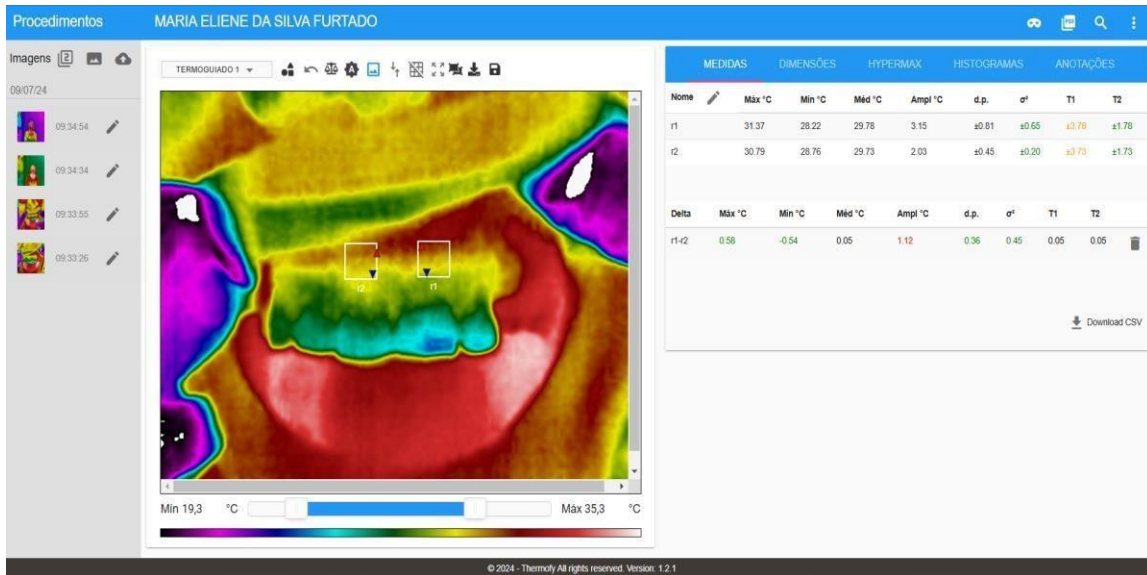 Procedimentos
MARIA ELIENE DA SILVA FURTADO
Imagens
09/07/24
09:34:54
09:34:34
09:33:55
09:33:26
TERMOGUIADO 1
r2
r1
Mín 19,3 °C
Máx 35,3 °C
MEDIDAS DIMENSÕES HYPERMAX HISTOGRAMAS ANOTAÇÕES
Nome Máx °C Mín °C Méd °C Ampl °C d.p. σ² T1 T2
r1 31.37 28.22 29.78 3.15 ±0.81 ±0.65 ±3.78 ±1.78
r2 30.79 28.76 29.73 2.03 ±0.45 ±0.20 ±3.73 ±1.73
Delta Máx °C Mín °C Méd °C Ampl °C d.p. σ² T1 T2
r1-r2 0.58 -0.54 0.05 1.12 0.36 0.45 0.05 0.05
Download CSV
© 2024 - Thermofy All rights reserved. Version: 1.2.1